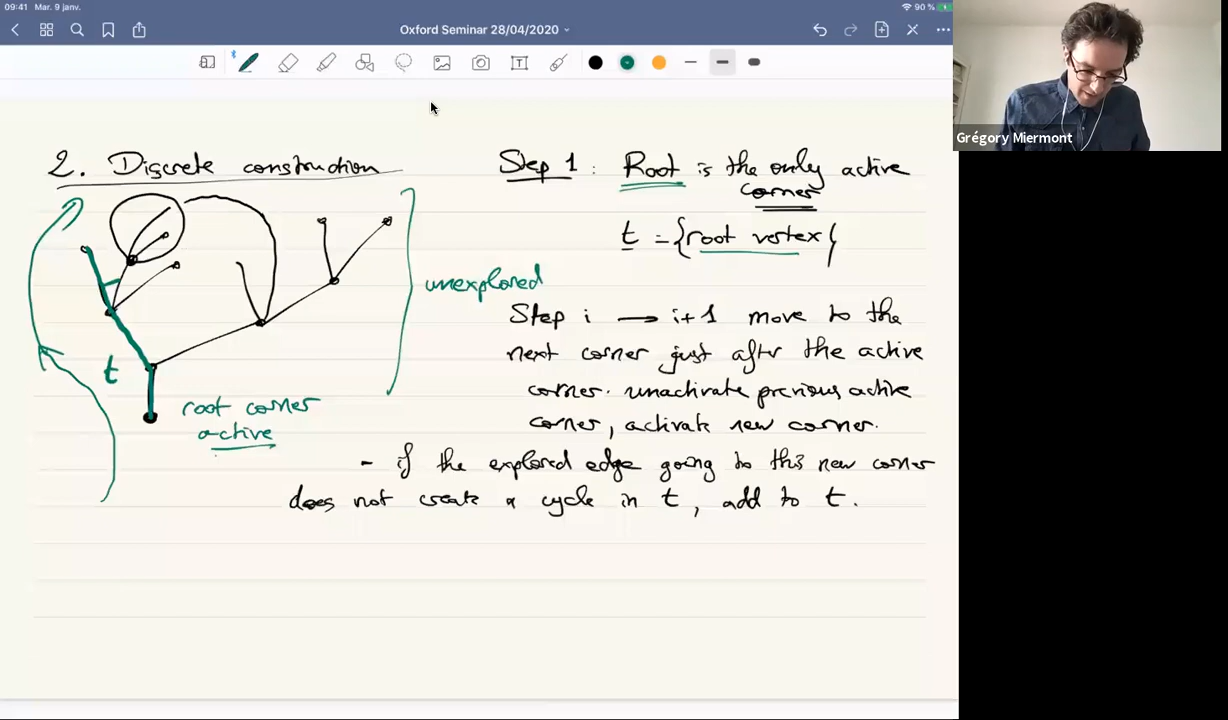 09:41 Mar. 9 janv.
90 %
Oxford Seminar 28/04/2020
Grégory Miermont
2. Discrete construction
unexplored
t
root corner
active
Step 1 : Root is the only active
corner
t = {root vertex}
Step i → i+1 move to the
next corner just after the active
corner. unactivate previous active
corner, activate new corner.
- if the explored edge going to this new corner
does not create a cycle in t, add to t.